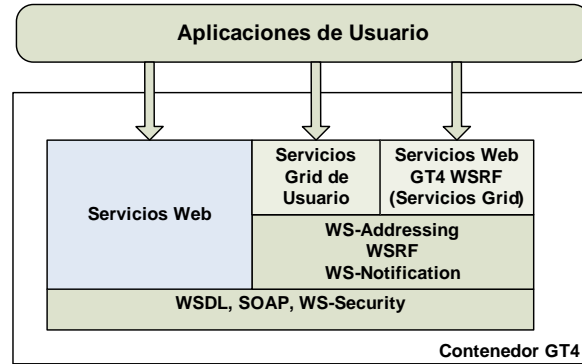 Aplicaciones de Usuario
Servicios Web
Servicios
Grid de
Usuario
Servicios Web
GT4 WSRF
(Servicios Grid)
WS-Addressing
WSRF
WS-Notification
WSDL, SOAP, WS-Security
Contenedor GT4